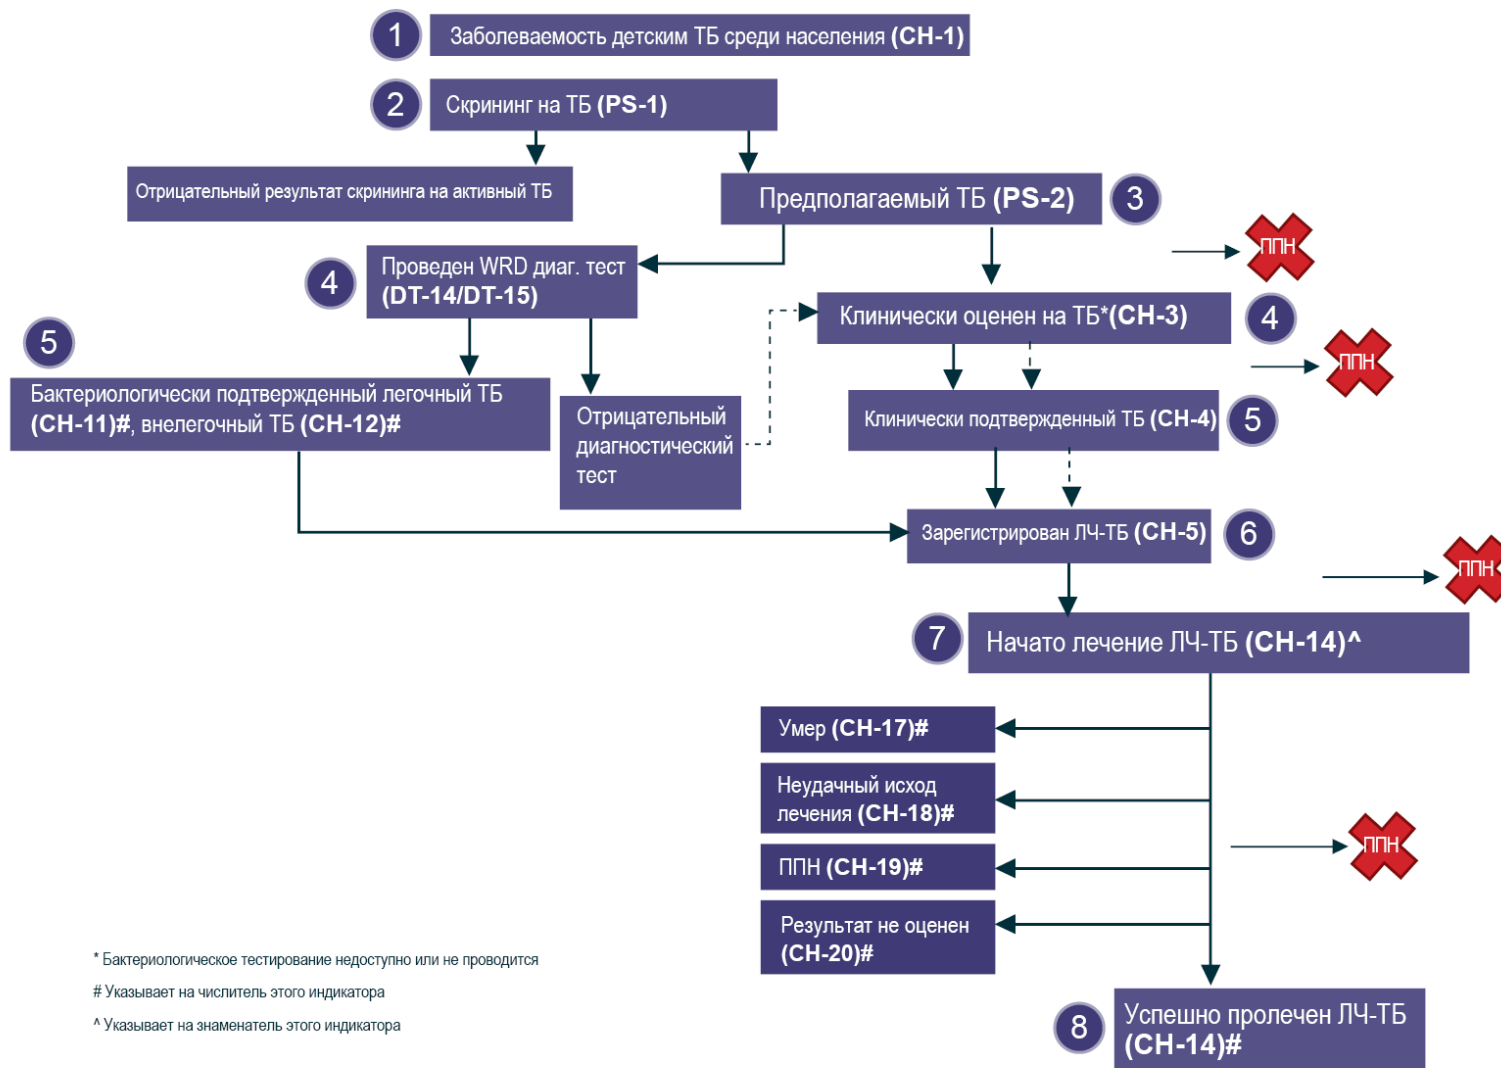 1
Заболеваемость детским ТБ среди населения (CH-1)
2
Скрининг на ТБ (PS-1)
Отрицательный результат скрининга на активный ТБ
Предполагаемый ТБ (PS-2)
3
ППН
4
Проведен WRD диаг. тест
(DT-14/DT-15)
Клинически оценен на ТБ*(CH-3)
4
ППН
5
Бактериологически подтвержденный легочный ТБ
(CH-11)#, внелегочный ТБ (CH-12)#
Отрицательный
диагностический
тест
Клинически подтвержденный ТБ (CH-4)
5
Зарегистрирован ЛЧ-ТБ (CH-5)
6
ППН
7
Начато лечение ЛЧ-ТБ (CH-14)^
Умер (CH-17)#
Неудачный исход
лечения (CH-18)#
ППН
ППН (CH-19)#
Результат не оценен
(CH-20)#
* Бактериологическое тестирование недоступно или не проводится
# Указывает на числитель этого индикатора
^ Указывает на знаменатель этого индикатора
8
Успешно пролечен ЛЧ-ТБ
(CH-14)#